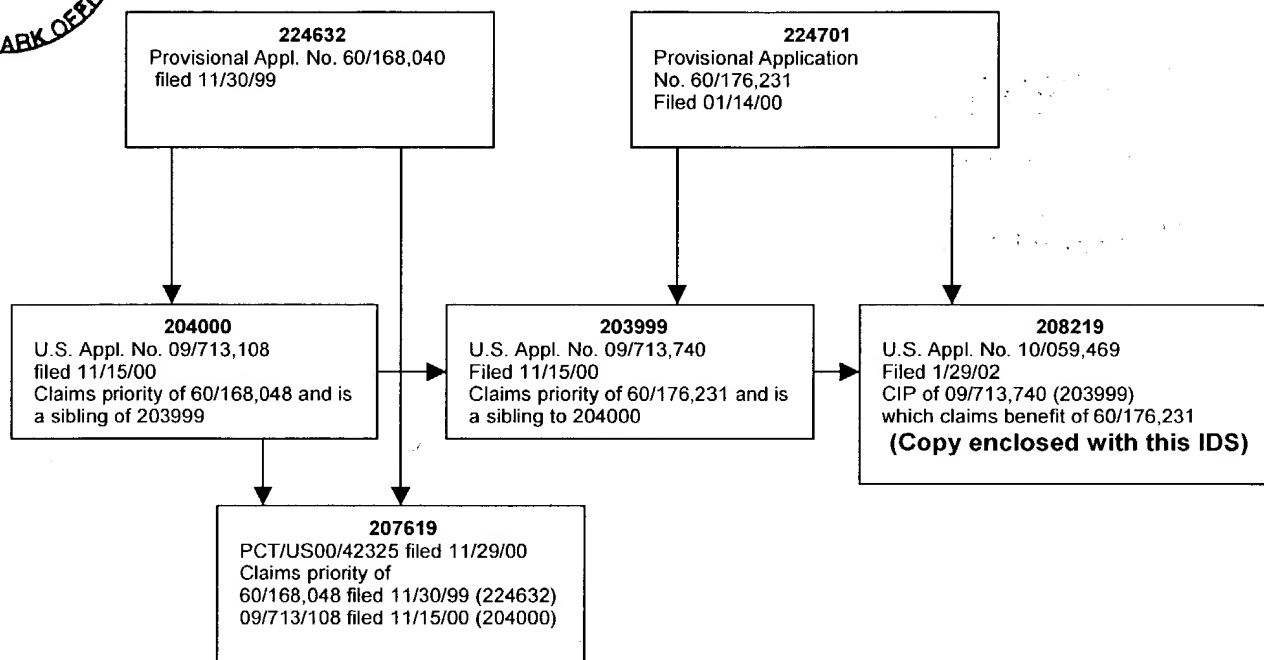 ARK OFF
224632
Provisional Appl. No. 60/168,040
filed 11/30/99
224701
Provisional Application
No. 60/176,231
Filed 01/14/00
204000
U.S. Appl. No. 09/713,108
filed 11/15/00
Claims priority of 60/168,048 and is
a sibling of 203999
203999
U.S. Appl. No. 09/713,740
Filed 11/15/00
Claims priority of 60/176,231 and is
a sibling to 204000
208219
U.S. Appl. No. 10/059,469
Filed 1/29/02
CIP of 09/713,740 (203999)
which claims benefit of 60/176,231
(Copy enclosed with this IDS)
207619
PCT/US00/42325 filed 11/29/00
Claims priority of
60/168,048 filed 11/30/99 (224632)
09/713/108 filed 11/15/00 (204000)